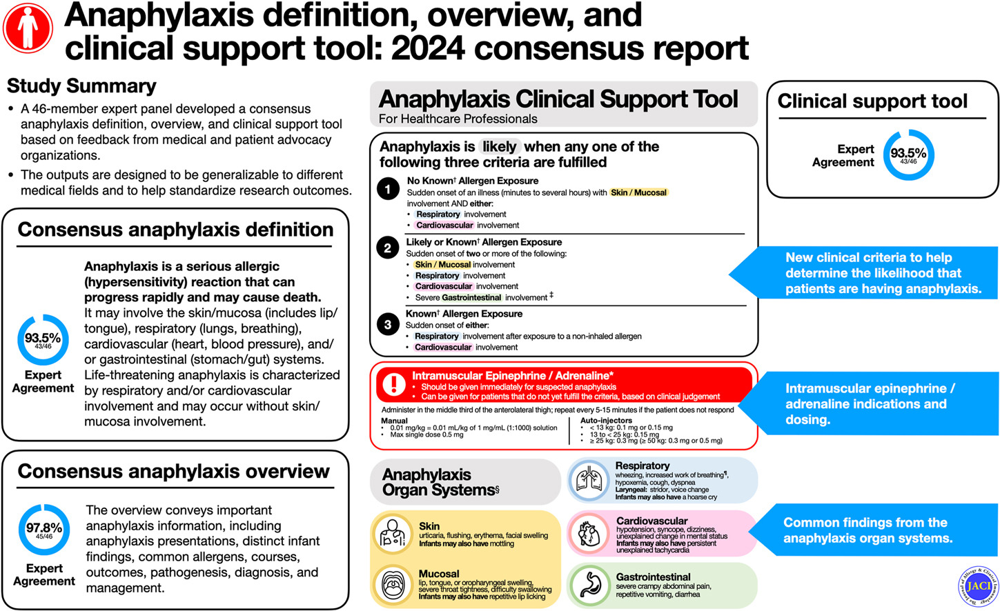 Anaphylaxis definition, overview, and
clinical support tool: 2024 consensus report
Study Summary
• A 46-member expert panel developed a consensus
anaphylaxis definition, overview, and clinical support tool
based on feedback from medical and patient advocacy
organizations.
• The outputs are designed to be generalizable to different
medical fields and to help standardize research outcomes.
Consensus anaphylaxis definition
93.5%
43/46
Expert
Agreement
Anaphylaxis is a serious allergic
(hypersensitivity) reaction that can
progress rapidly and may cause death.
It may involve the skin/mucosa (includes lip/
tongue), respiratory (lungs, breathing),
cardiovascular (heart, blood pressure), and/
or gastrointestinal (stomach/gut) systems.
Life-threatening anaphylaxis is characterized
by respiratory and/or cardiovascular
involvement and may occur without skin/
mucosa involvement.
Consensus anaphylaxis overview
97.8%
45/46
Expert
Agreement
The overview conveys important
anaphylaxis information, including
anaphylaxis presentations, distinct infant
findings, common allergens, courses,
outcomes, pathogenesis, diagnosis, and
management.
Anaphylaxis Clinical Support Tool
For Healthcare Professionals
Anaphylaxis is likely when any one of the
following three criteria are fulfilled
1
No Known† Allergen Exposure
Sudden onset of an illness (minutes to several hours) with Skin / Mucosal
involvement AND either:
• Respiratory involvement
• Cardiovascular involvement
2
Likely or Known† Allergen Exposure
Sudden onset of two or more of the following:
• Skin / Mucosal involvement
• Respiratory involvement
• Cardiovascular involvement
• Severe Gastrointestinal involvement ‡
3
Known† Allergen Exposure
Sudden onset of either:
• Respiratory involvement after exposure to a non-inhaled allergen
• Cardiovascular involvement
!
Intramuscular Epinephrine / Adrenaline*
• Should be given immediately for suspected anaphylaxis
• Can be given for patients that do not yet fulfill the criteria, based on clinical judgement
Administer in the middle third of the anterolateral thigh; repeat every 5-15 minutes if the patient does not respond
Manual
• 0.01 mg/kg = 0.01 mL/kg of 1 mg/mL (1:1000) solution
• Max single dose 0.5 mg
Auto-injectors
• < 13 kg: 0.1 mg or 0.15 mg
• 13 to < 25 kg: 0.15 mg
• ≥ 25 kg: 0.3 mg (≥ 50 kg: 0.3 mg or 0.5 mg)
Anaphylaxis
Organ Systems§
Respiratory
wheezing, increased work of breathing¶,
hypoxemia, cough, dyspnea
Laryngeal: stridor, voice change
Infants may also have a hoarse cry
Skin
urticaria, flushing, erythema, facial swelling
Infants may also have mottling
Cardiovascular
hypotension, syncope, dizziness,
unexplained change in mental status
Infants may also have persistent
unexplained tachycardia
Mucosal
lip, tongue, or oropharyngeal swelling,
severe throat tightness, difficulty swallowing
Infants may also have repetitive lip licking
Gastrointestinal
severe crampy abdominal pain,
repetitive vomiting, diarrhea
Clinical support tool
Expert
Agreement
93.5%
43/46
New clinical criteria to help
determine the likelihood that
patients are having anaphylaxis.
Intramuscular epinephrine /
adrenaline indications and
dosing.
Common findings from the
anaphylaxis organ systems.
The Journal of Allergy & Clinical Immunology
JACI